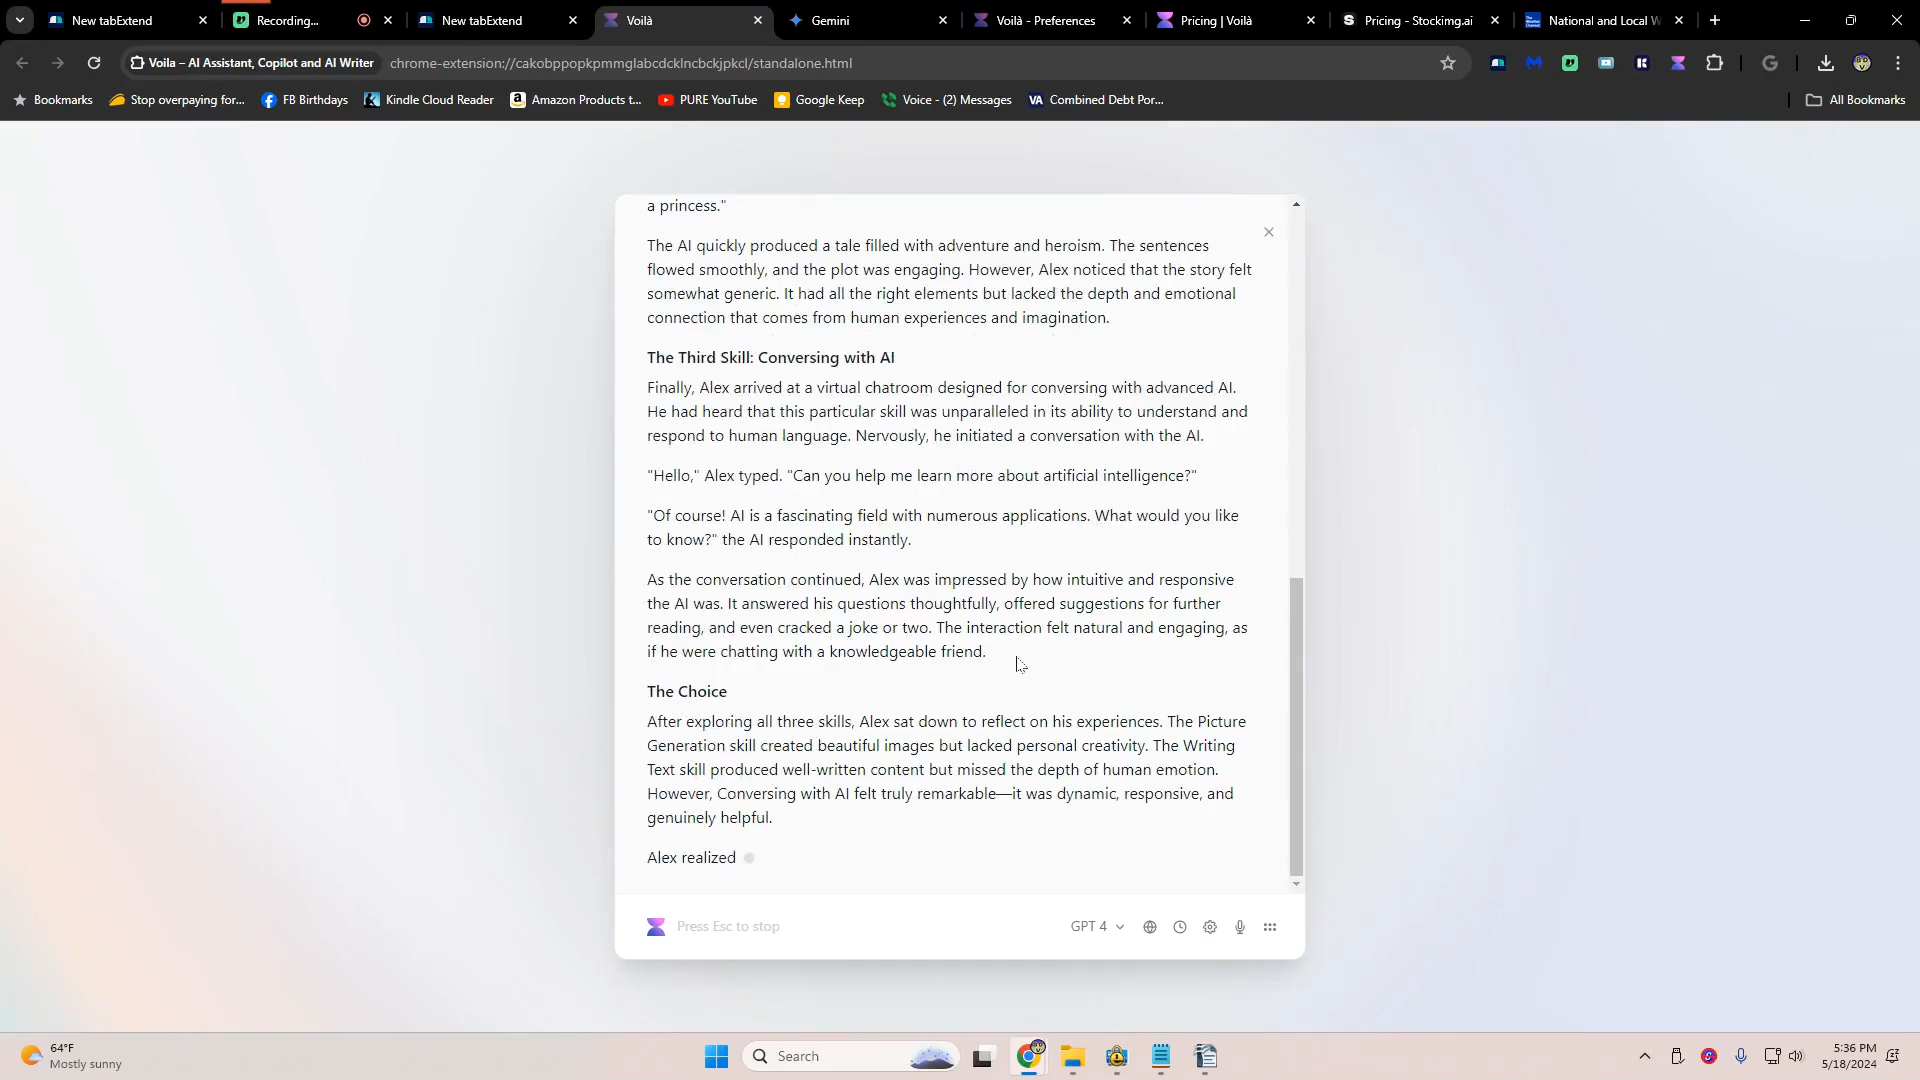 New tabExtend
Recording...
New tabExtend
Voilà
Gemini
Voilà - Preferences
Pricing | Voilà
Pricing - Stockimg.ai
National and Local W
Voila – AI Assistant, Copilot and AI Writer
chrome-extension://cakobppopkpmmglabcdcklncbckjpkcl/standalone.html
Bookmarks
Stop overpaying for...
FB Birthdays
Kindle Cloud Reader
Amazon Products t...
PURE YouTube
Google Keep
Voice - (2) Messages
VA
Combined Debt Por...
All Bookmarks
a princess."
The AI quickly produced a tale filled with adventure and heroism. The sentences
flowed smoothly, and the plot was engaging. However, Alex noticed that the story felt
somewhat generic. It had all the right elements but lacked the depth and emotional
connection that comes from human experiences and imagination.
The Third Skill: Conversing with AI
Finally, Alex arrived at a virtual chatroom designed for conversing with advanced AI.
He had heard that this particular skill was unparalleled in its ability to understand and
respond to human language. Nervously, he initiated a conversation with the AI.
"Hello," Alex typed. "Can you help me learn more about artificial intelligence?"
"Of course! AI is a fascinating field with numerous applications. What would you like
to know?" the AI responded instantly.
As the conversation continued, Alex was impressed by how intuitive and responsive
the AI was. It answered his questions thoughtfully, offered suggestions for further
reading, and even cracked a joke or two. The interaction felt natural and engaging, as
if he were chatting with a knowledgeable friend.
The Choice
After exploring all three skills, Alex sat down to reflect on his experiences. The Picture
Generation skill created beautiful images but lacked personal creativity. The Writing
Text skill produced well-written content but missed the depth of human emotion.
However, Conversing with AI felt truly remarkable—it was dynamic, responsive, and
genuinely helpful.
Alex realized
Press Esc to stop
GPT 4
64°F
Mostly sunny
Search
5:36 PM
5/18/2024